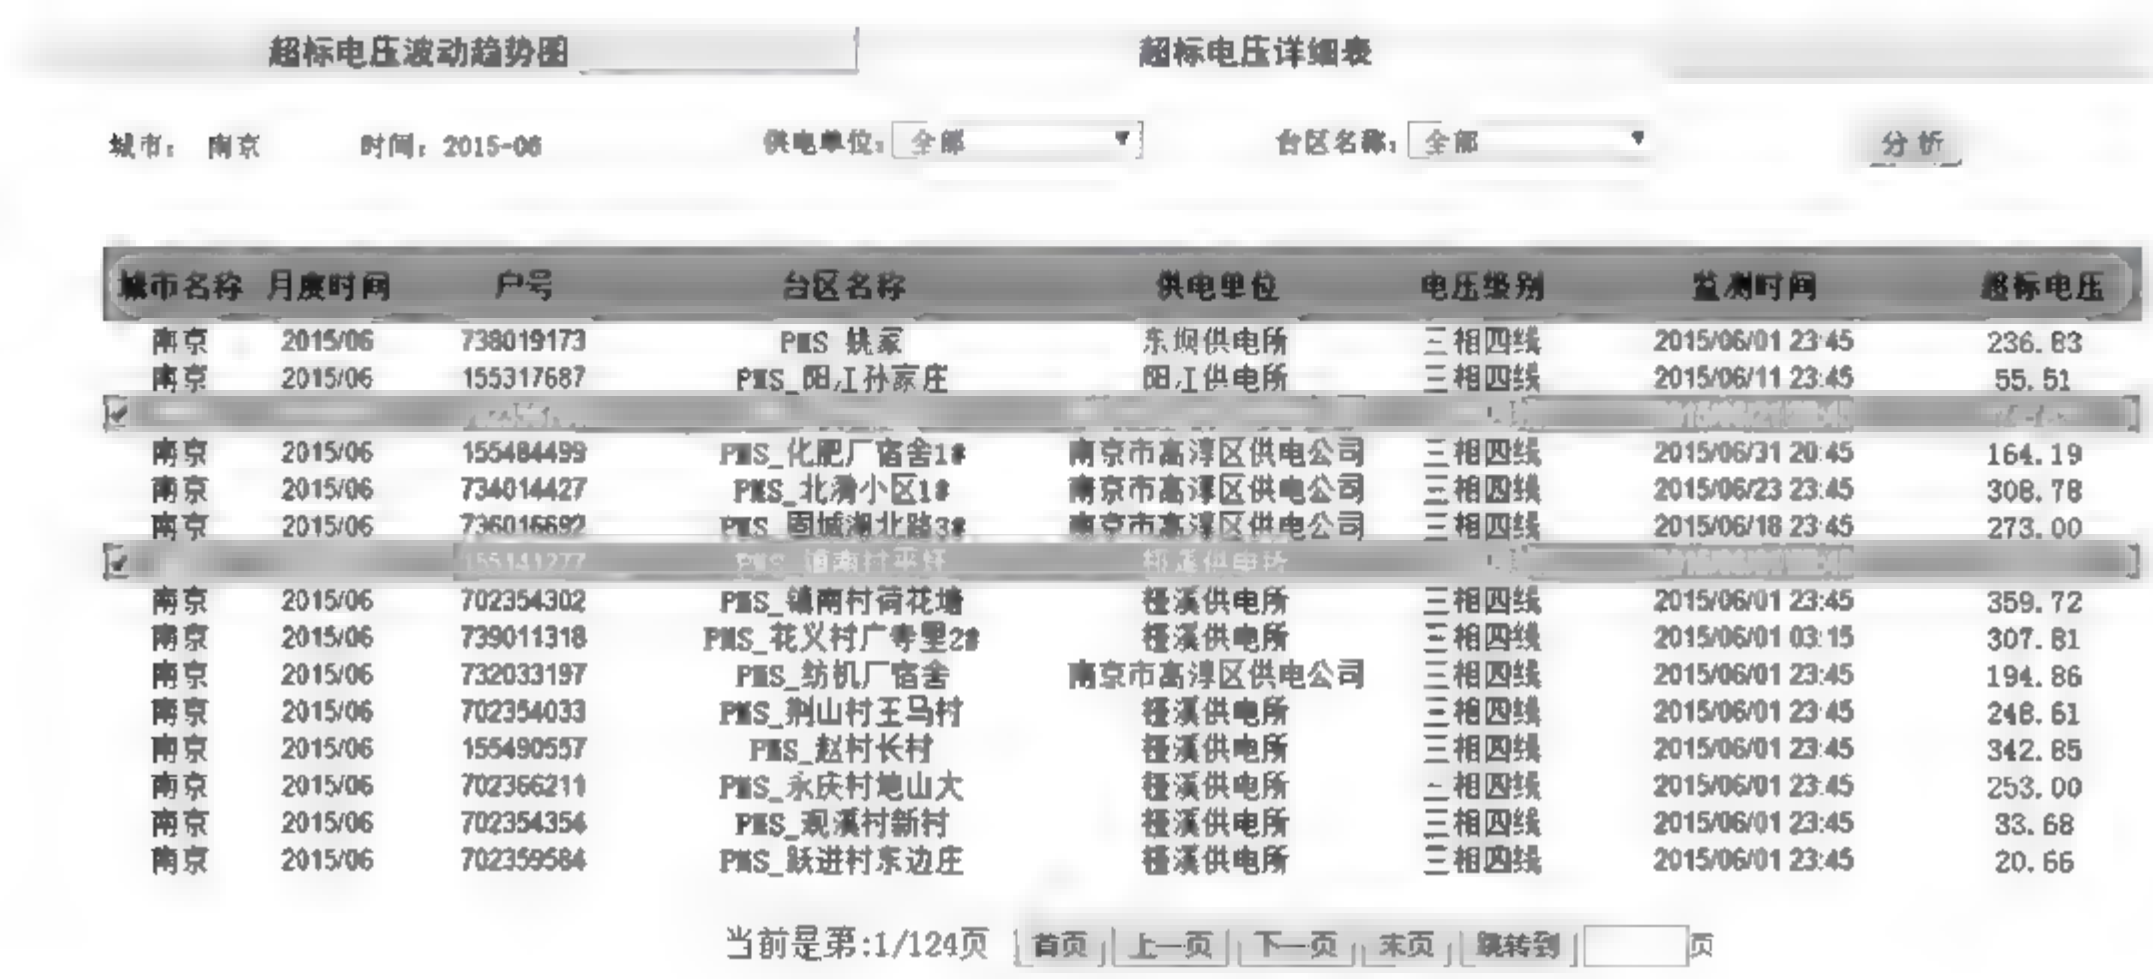 超标电压波动趋势图 超标电压详细表
城市: 南京 时间: 2015-06 供电单位: 全部 台区名称: 全部 分析
城市名称 月度时间 户号 台区名称 供电单位 电压级别 监测时间 超标电压
南京 2015/06 738019173 PMS 姚家 东坝供电所 三相四线 2015/06/01 23:45 236.83
南京 2015/06 155317687 PMS_阳江孙家庄 阳江供电所 三相四线 2015/06/11 23:45 55.51
南京 2015/06 155484499 PMS_化肥厂宿舍1# 南京市高淳区供电公司 三相四线 2015/06/31 20:45 164.19
南京 2015/06 734014427 PMS_北漪小区1# 南京市高淳区供电公司 三相四线 2015/06/23 23:45 308.78
南京 2015/06 736016692 PMS_固城湖北路3# 南京市高淳区供电公司 三相四线 2015/06/18 23:45 273.00
155141277 桠溪供电所
南京 2015/06 702354302 PMS_镇南村荷花塘 桠溪供电所 三相四线 2015/06/01 23:45 359.72
南京 2015/06 739011318 PMS_花义村广寺里2# 桠溪供电所 三相四线 2015/06/01 03:15 307.81
南京 2015/06 732033197 PMS_纺机厂宿舍 南京市高淳区供电公司 三相四线 2015/06/01 23:45 194.86
南京 2015/06 702354033 PMS_荆山村王马村 桠溪供电所 三相四线 2015/06/01 23:45 248.61
南京 2015/06 155490557 PMS_赵村长村 桠溪供电所 三相四线 2015/06/01 23:45 342.85
南京 2015/06 702366211 PMS_永庆村地山大 桠溪供电所 三相四线 2015/06/01 23:45 253.00
南京 2015/06 702354354 PMS_观溪村新村 桠溪供电所 三相四线 2015/06/01 23:45 33.68
南京 2015/06 702359584 PMS_跃进村东边庄 桠溪供电所 三相四线 2015/06/01 23:45 20.66
当前是第:1/124页 首页 上一页 下一页 末页 跳转到 页